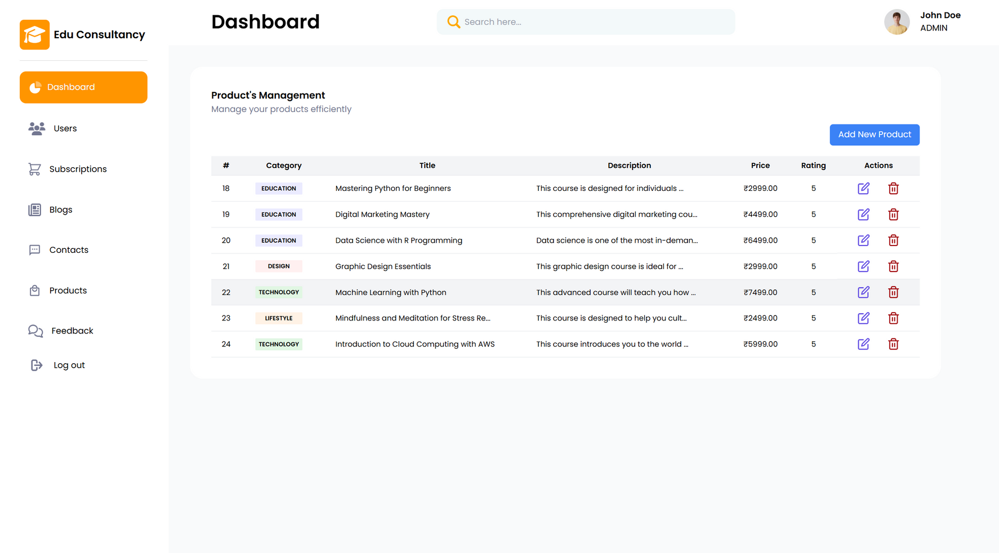 Edu Consultancy
Dashboard
Users
Subscriptions
Blogs
Contacts
Products
Feedback
Log out
Dashboard
Search here...
John Doe
ADMIN
Product's Management
Manage your products efficiently
Add New Product
# Category Title Description Price Rating Actions
18 EDUCATION Mastering Python for Beginners This course is designed for individuals ... ₹2999.00 5
19 EDUCATION Digital Marketing Mastery This comprehensive digital marketing cou... ₹4499.00 5
20 EDUCATION Data Science with R Programming Data science is one of the most in-deman... ₹6499.00 5
21 DESIGN Graphic Design Essentials This graphic design course is ideal for ... ₹2999.00 5
22 TECHNOLOGY Machine Learning with Python This advanced course will teach you how ... ₹7499.00 5
23 LIFESTYLE Mindfulness and Meditation for Stress Re... This course is designed to help you cult... ₹2499.00 5
24 TECHNOLOGY Introduction to Cloud Computing with AWS This course introduces you to the world ... ₹5999.00 5